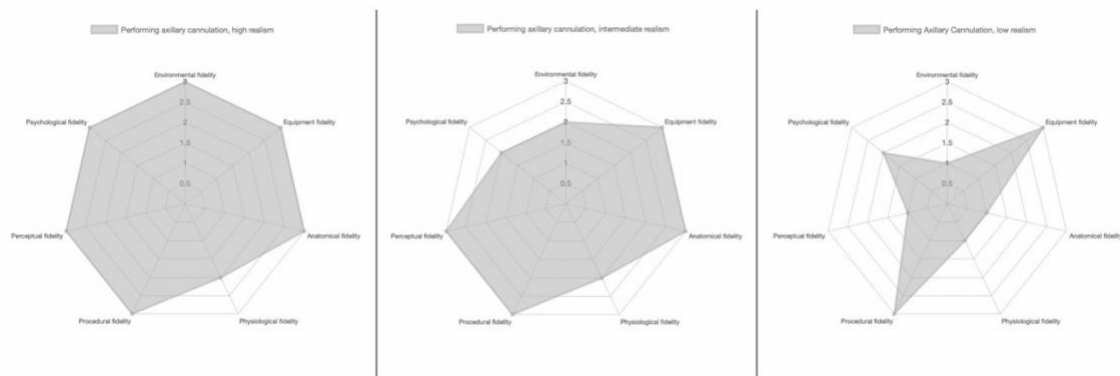 Performing axillary cannulation, high realism
Environmental fidelity
3
2.5
2
1.5
1
0.5
Psychological fidelity
Equipment fidelity
Perceptual fidelity
Anatomical fidelity
Procedural fidelity
Physiological fidelity
Performing axillary cannulation, intermediate realism
Environmental fidelity
3
2.5
2
1.5
1
0.5
Psychological fidelity
Equipment fidelity
Perceptual fidelity
Anatomical fidelity
Procedural fidelity
Physiological fidelity
Performing Axillary Cannulation, low realism
Environmental fidelity
3
2.5
2
1.5
1
0.5
Psychological fidelity
Equipment fidelity
Perceptual fidelity
Anatomical fidelity
Procedural fidelity
Physiological fidelity